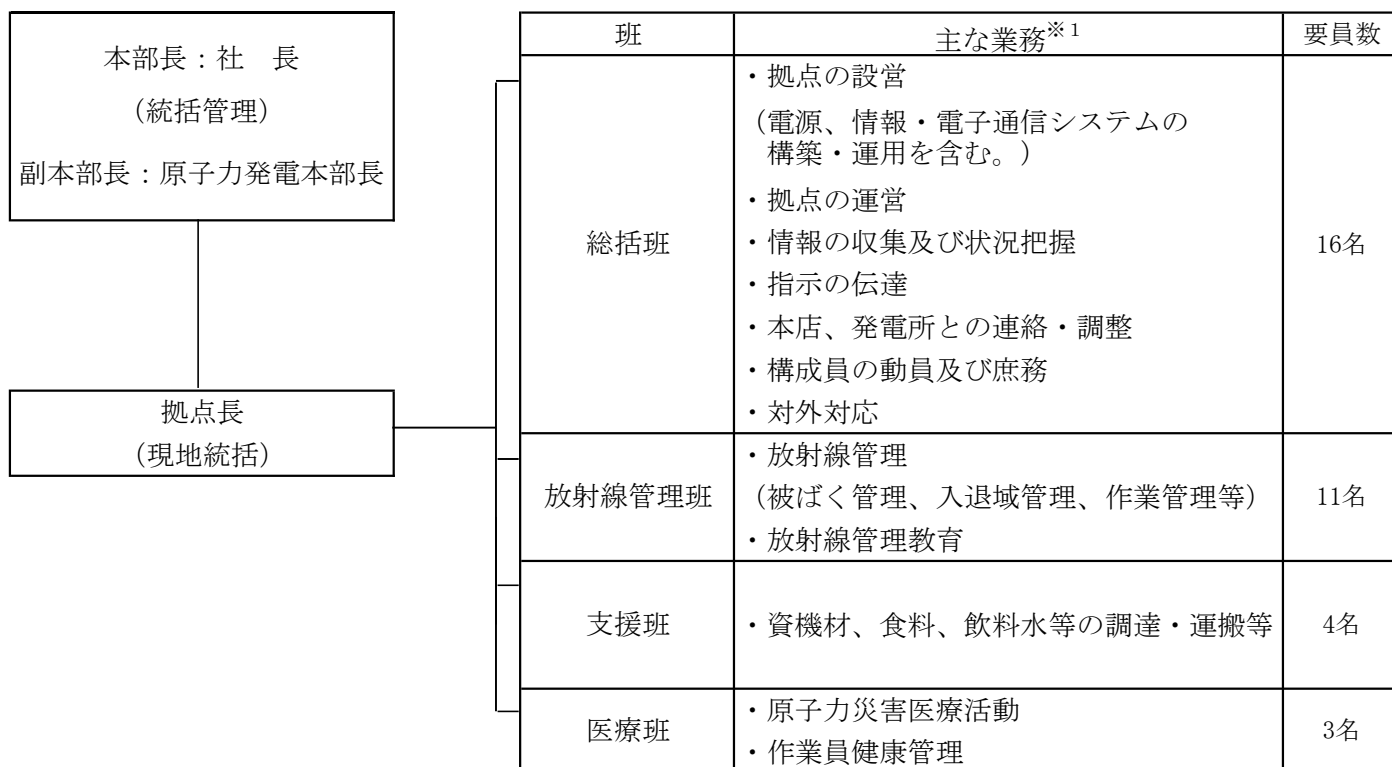 本部長：社　長
（統括管理）
副本部長：原子力発電本部長
拠点長
（現地統括）
班
主な業務※１
要員数
総括班
・拠点の設営
（電源、情報・電子通信システムの
構築・運用を含む。）
・拠点の運営
・情報の収集及び状況把握
・指示の伝達
・本店、発電所との連絡・調整
・構成員の動員及び庶務
・対外対応
16名
放射線管理班
・放射線管理
（被ばく管理、入退域管理、作業管理等）
・放射線管理教育
11名
支援班
・資機材、食料、飲料水等の調達・運搬等
4名
医療班
・原子力災害医療活動
・作業員健康管理
3名